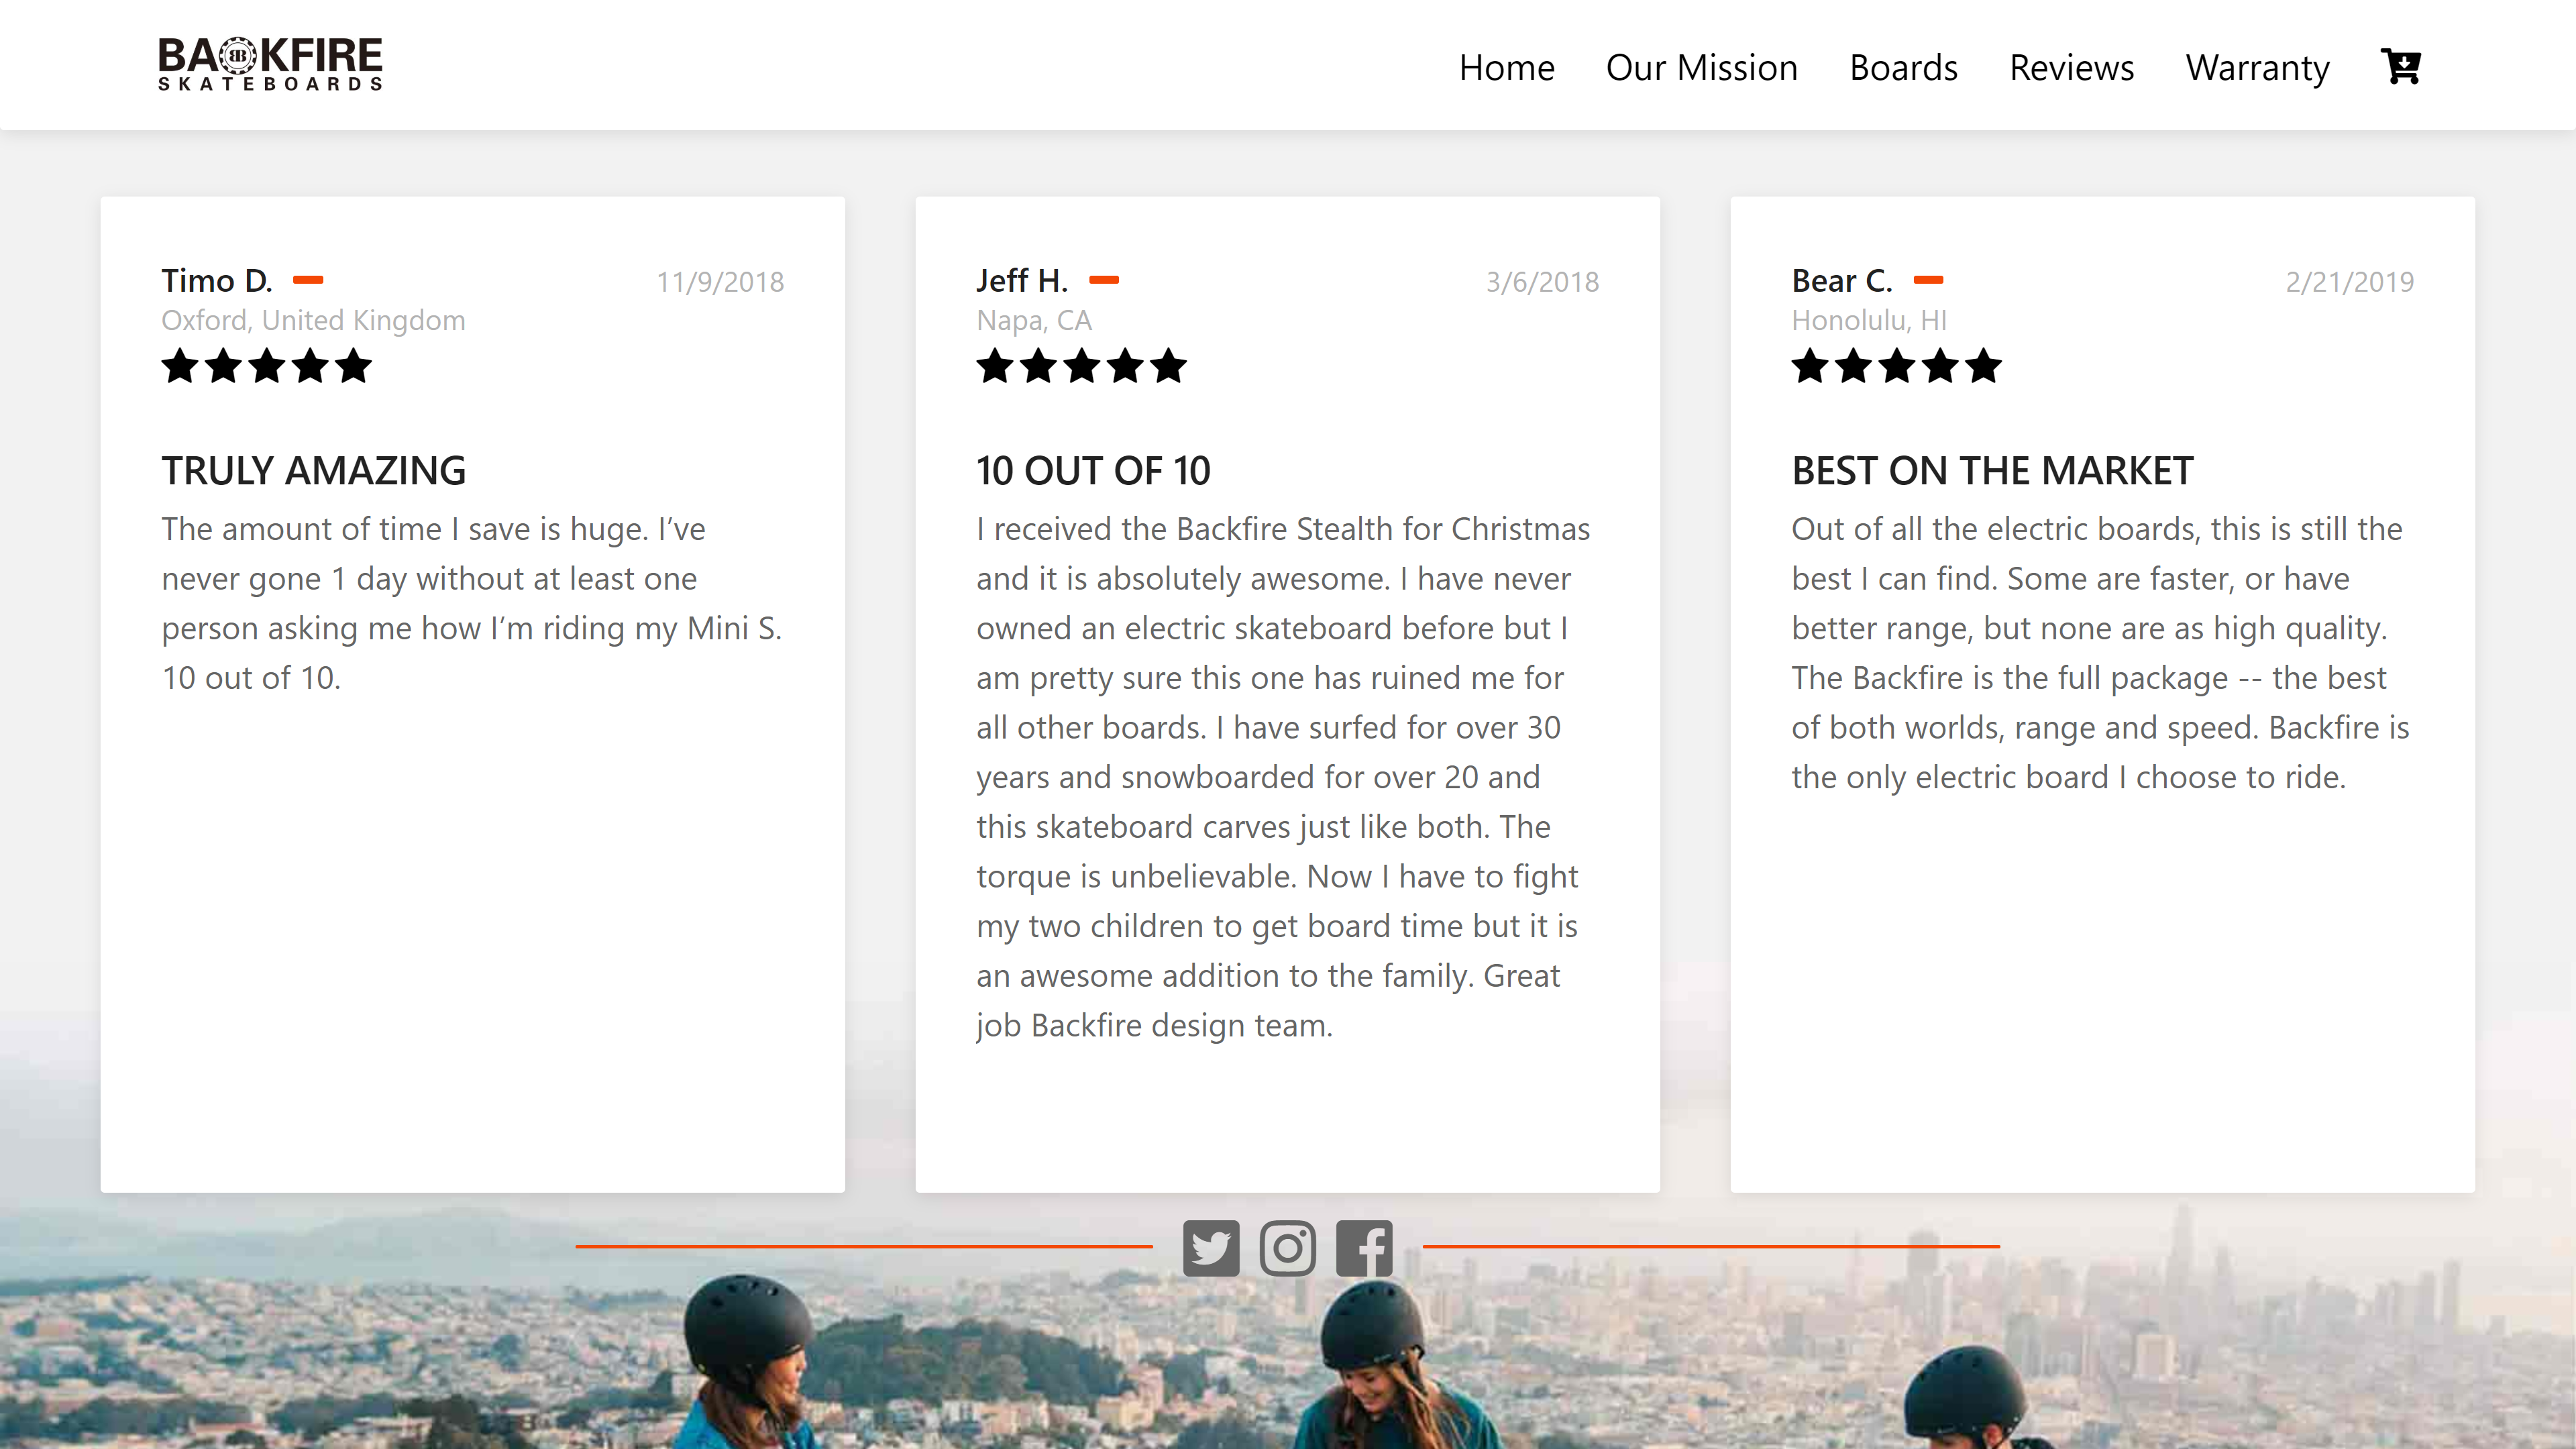 BACKFIRE
SKATEBOARDS
Home Our Mission Boards Reviews Warranty
Timo D. 11/9/2018
Oxford, United Kingdom
TRULY AMAZING
The amount of time I save is huge. I’ve
never gone 1 day without at least one
person asking me how I’m riding my Mini S.
10 out of 10.
Jeff H. 3/6/2018
Napa, CA
10 OUT OF 10
I received the Backfire Stealth for Christmas
and it is absolutely awesome. I have never
owned an electric skateboard before but I
am pretty sure this one has ruined me for
all other boards. I have surfed for over 30
years and snowboarded for over 20 and
this skateboard carves just like both. The
torque is unbelievable. Now I have to fight
my two children to get board time but it is
an awesome addition to the family. Great
job Backfire design team.
Bear C. 2/21/2019
Honolulu, HI
BEST ON THE MARKET
Out of all the electric boards, this is still the
best I can find. Some are faster, or have
better range, but none are as high quality.
The Backfire is the full package -- the best
of both worlds, range and speed. Backfire is
the only electric board I choose to ride.